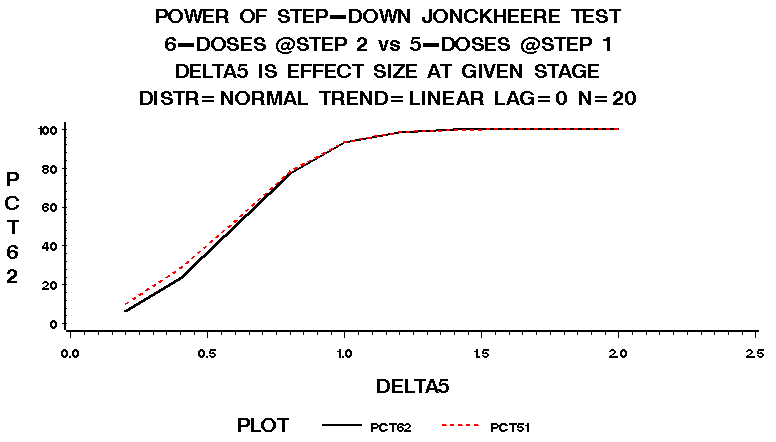 POWER OF STEP-DOWN JONCKHEERE TEST
6-DOSES @STEP 2 vs 5-DOSES @STEP 1
DELTA5 IS EFFECT SIZE AT GIVEN STAGE
DISTR=NORMAL TREND=LINEAR LAG=0 N=20
100
80
60
40
20
0
PCT62
0.0 0.5 1.0 1.5 2.0 2.5
DELTA5
PLOT PCT62 PCT51